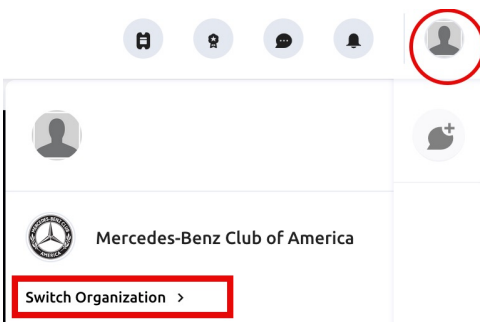 Mercedes-Benz Club of America
Switch Organization >